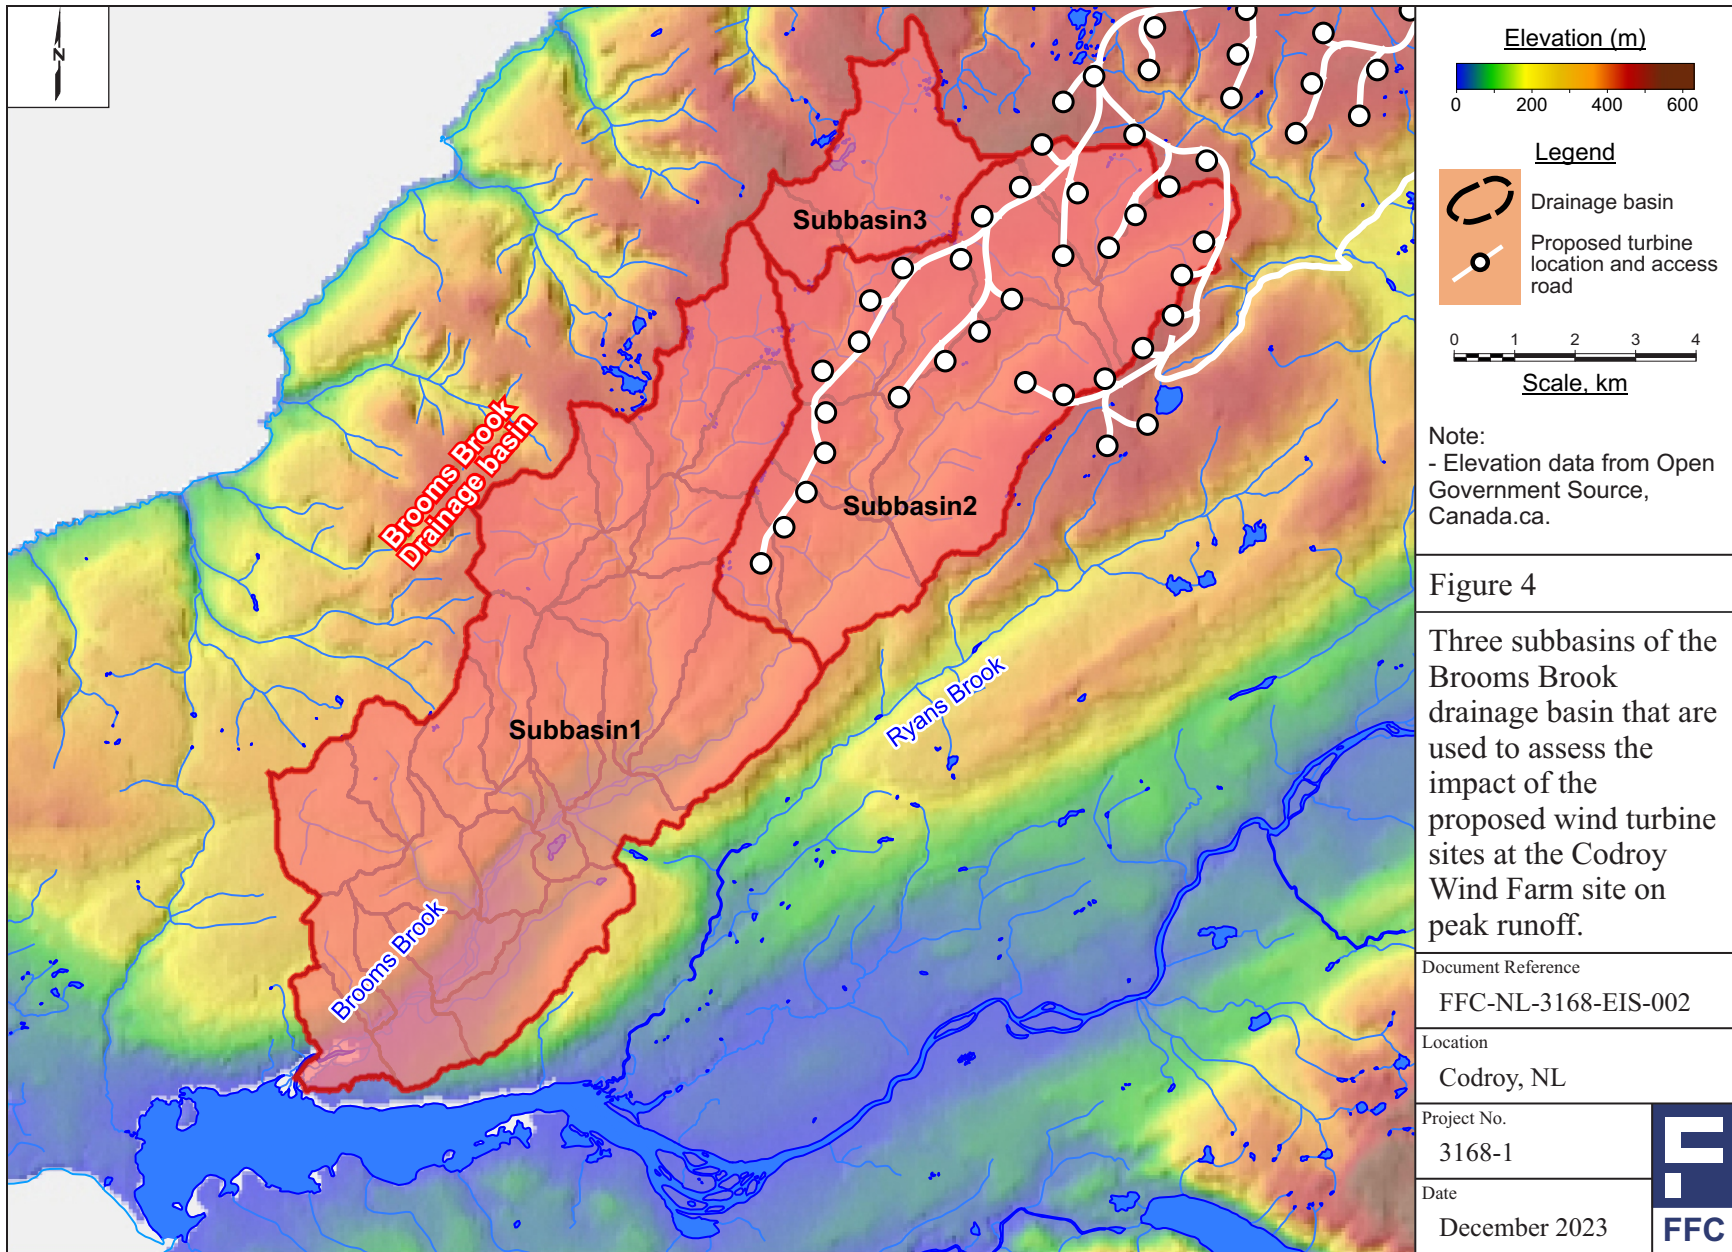 N
Subbasin3
Brooms Brook
Drainage basin
Subbasin2
Ryans Brook
Subbasin1
Brooms Brook
Elevation (m)
0 200 400 600
Legend
Drainage basin
Proposed turbine
location and access
road
0 1 2 3 4
Scale, km
Note:
- Elevation data from Open
Government Source,
Canada.ca.
Figure 4
Three subbasins of the
Brooms Brook
drainage basin that are
used to assess the
impact of the
proposed wind turbine
sites at the Codroy
Wind Farm site on
peak runoff.
Document Reference
FFC-NL-3168-EIS-002
Location
Codroy, NL
Project No.
3168-1
Date
December 2023
FFC